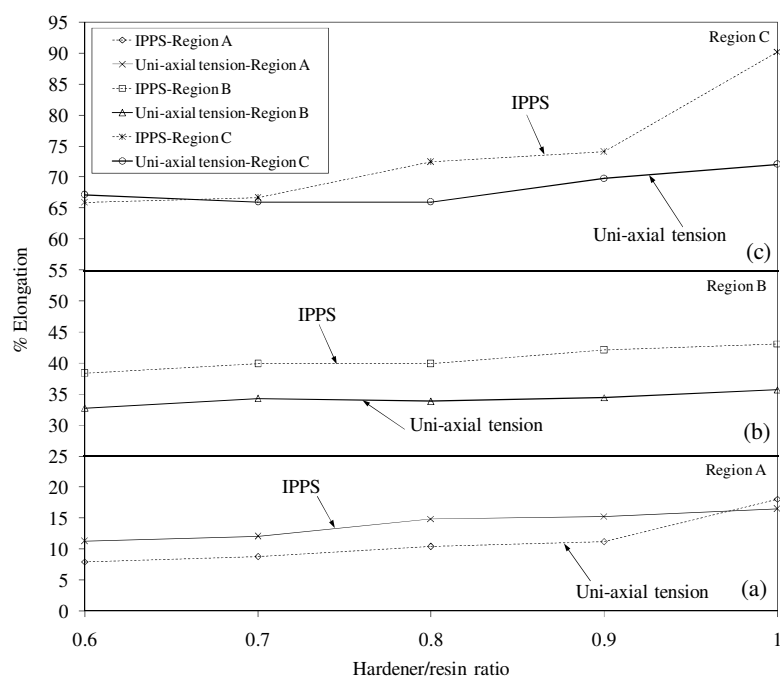 95
90
85
80
75
70
65
60
55
50
45
40
35
30
25
20
15
10
5
0
% Elongation
IPPS-Region A
Uni-axial tension-Region A
IPPS-Region B
Uni-axial tension-Region B
IPPS-Region C
Uni-axial tension-Region C
Region C
IPPS
Uni-axial tension
(c)
Region B
IPPS
Uni-axial tension
(b)
Region A
IPPS
Uni-axial tension
(a)
0.6 0.7 0.8 0.9 1
Hardener/resin ratio